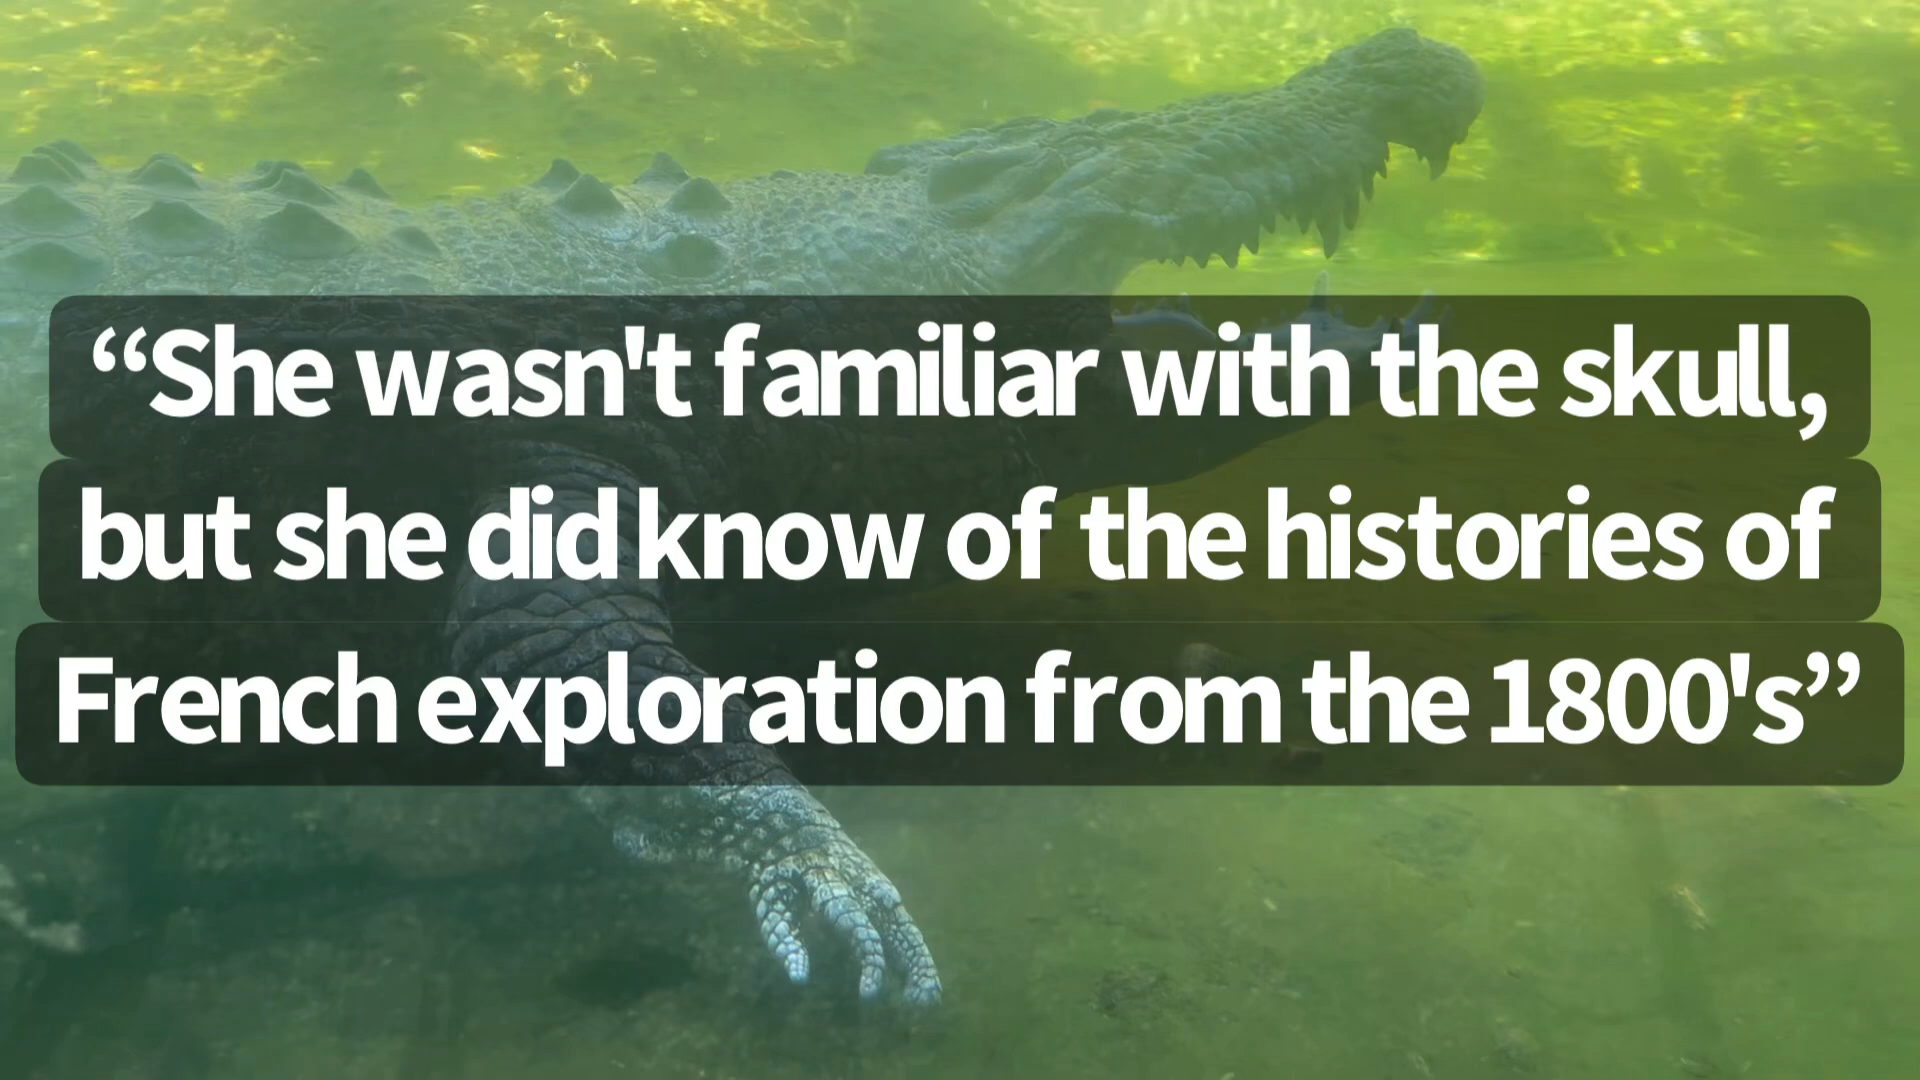 “She wasn't familiar with the skull,
but she did know of the histories of
French exploration from the 1800's”